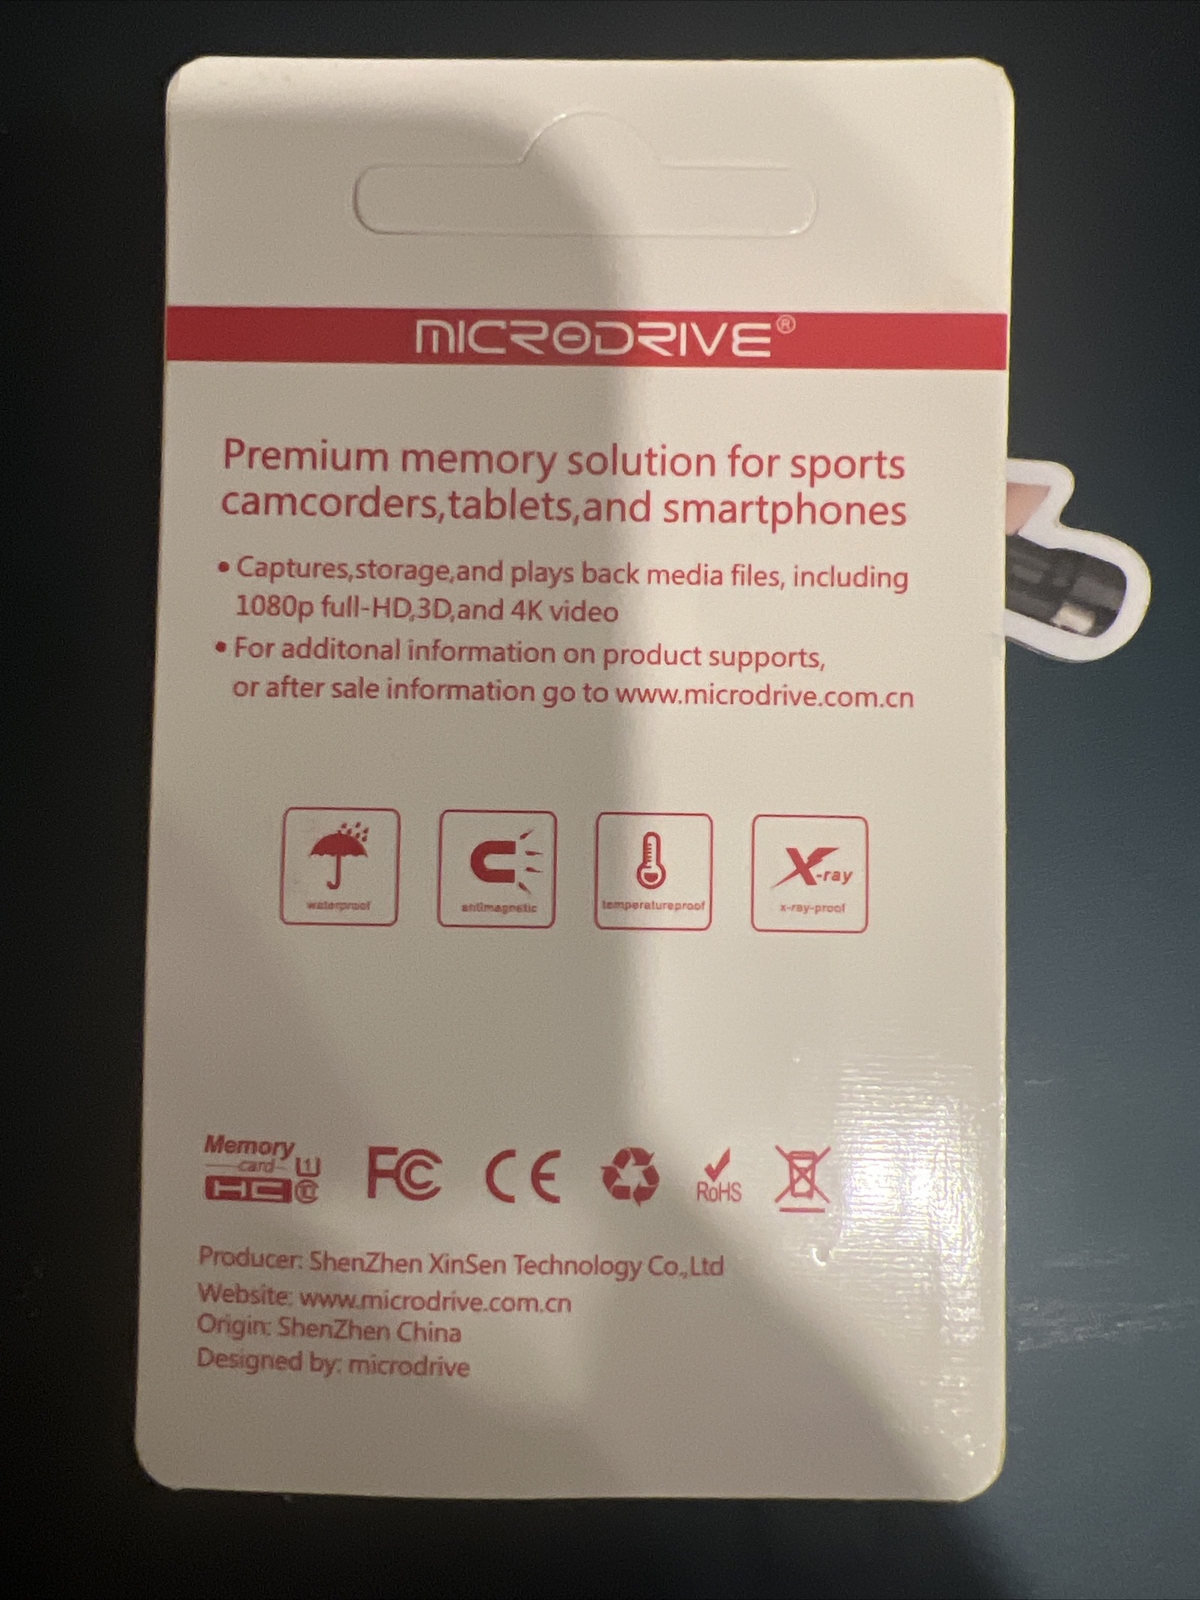 MICRODRIVE®
Premium memory solution for sports
camcorders,tablets,and smartphones
• Captures,storage,and plays back media files, including
1080p full-HD,3D,and 4K video
• For additonal information on product supports,
or after sale information go to www.microdrive.com.cn
waterproof
antimagnetic
temperatureproof
X-ray
x-ray-proof
Memory
card
HC
1
10
FC
CE
RoHS
Producer: ShenZhen XinSen Technology Co.,Ltd
Website: www.microdrive.com.cn
Origin: ShenZhen China
Designed by: microdrive